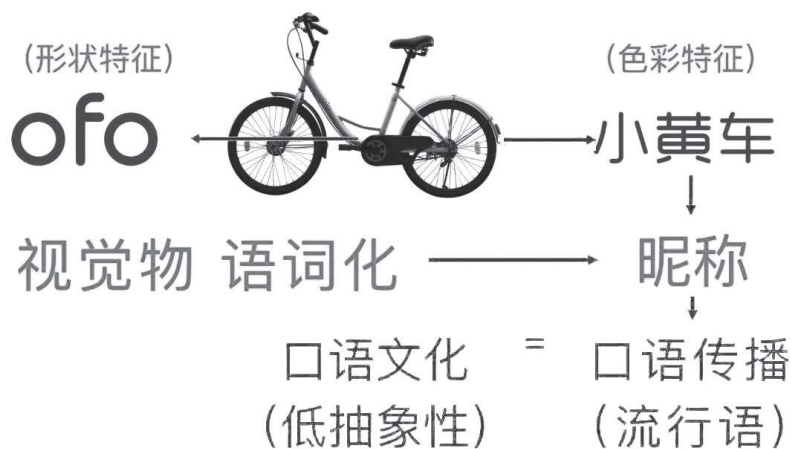 (形状特征)
(色彩特征)
ofo
小黄车
视觉物 语词化
昵称
口语文化 = 口语传播
(低抽象性)
(流行语)